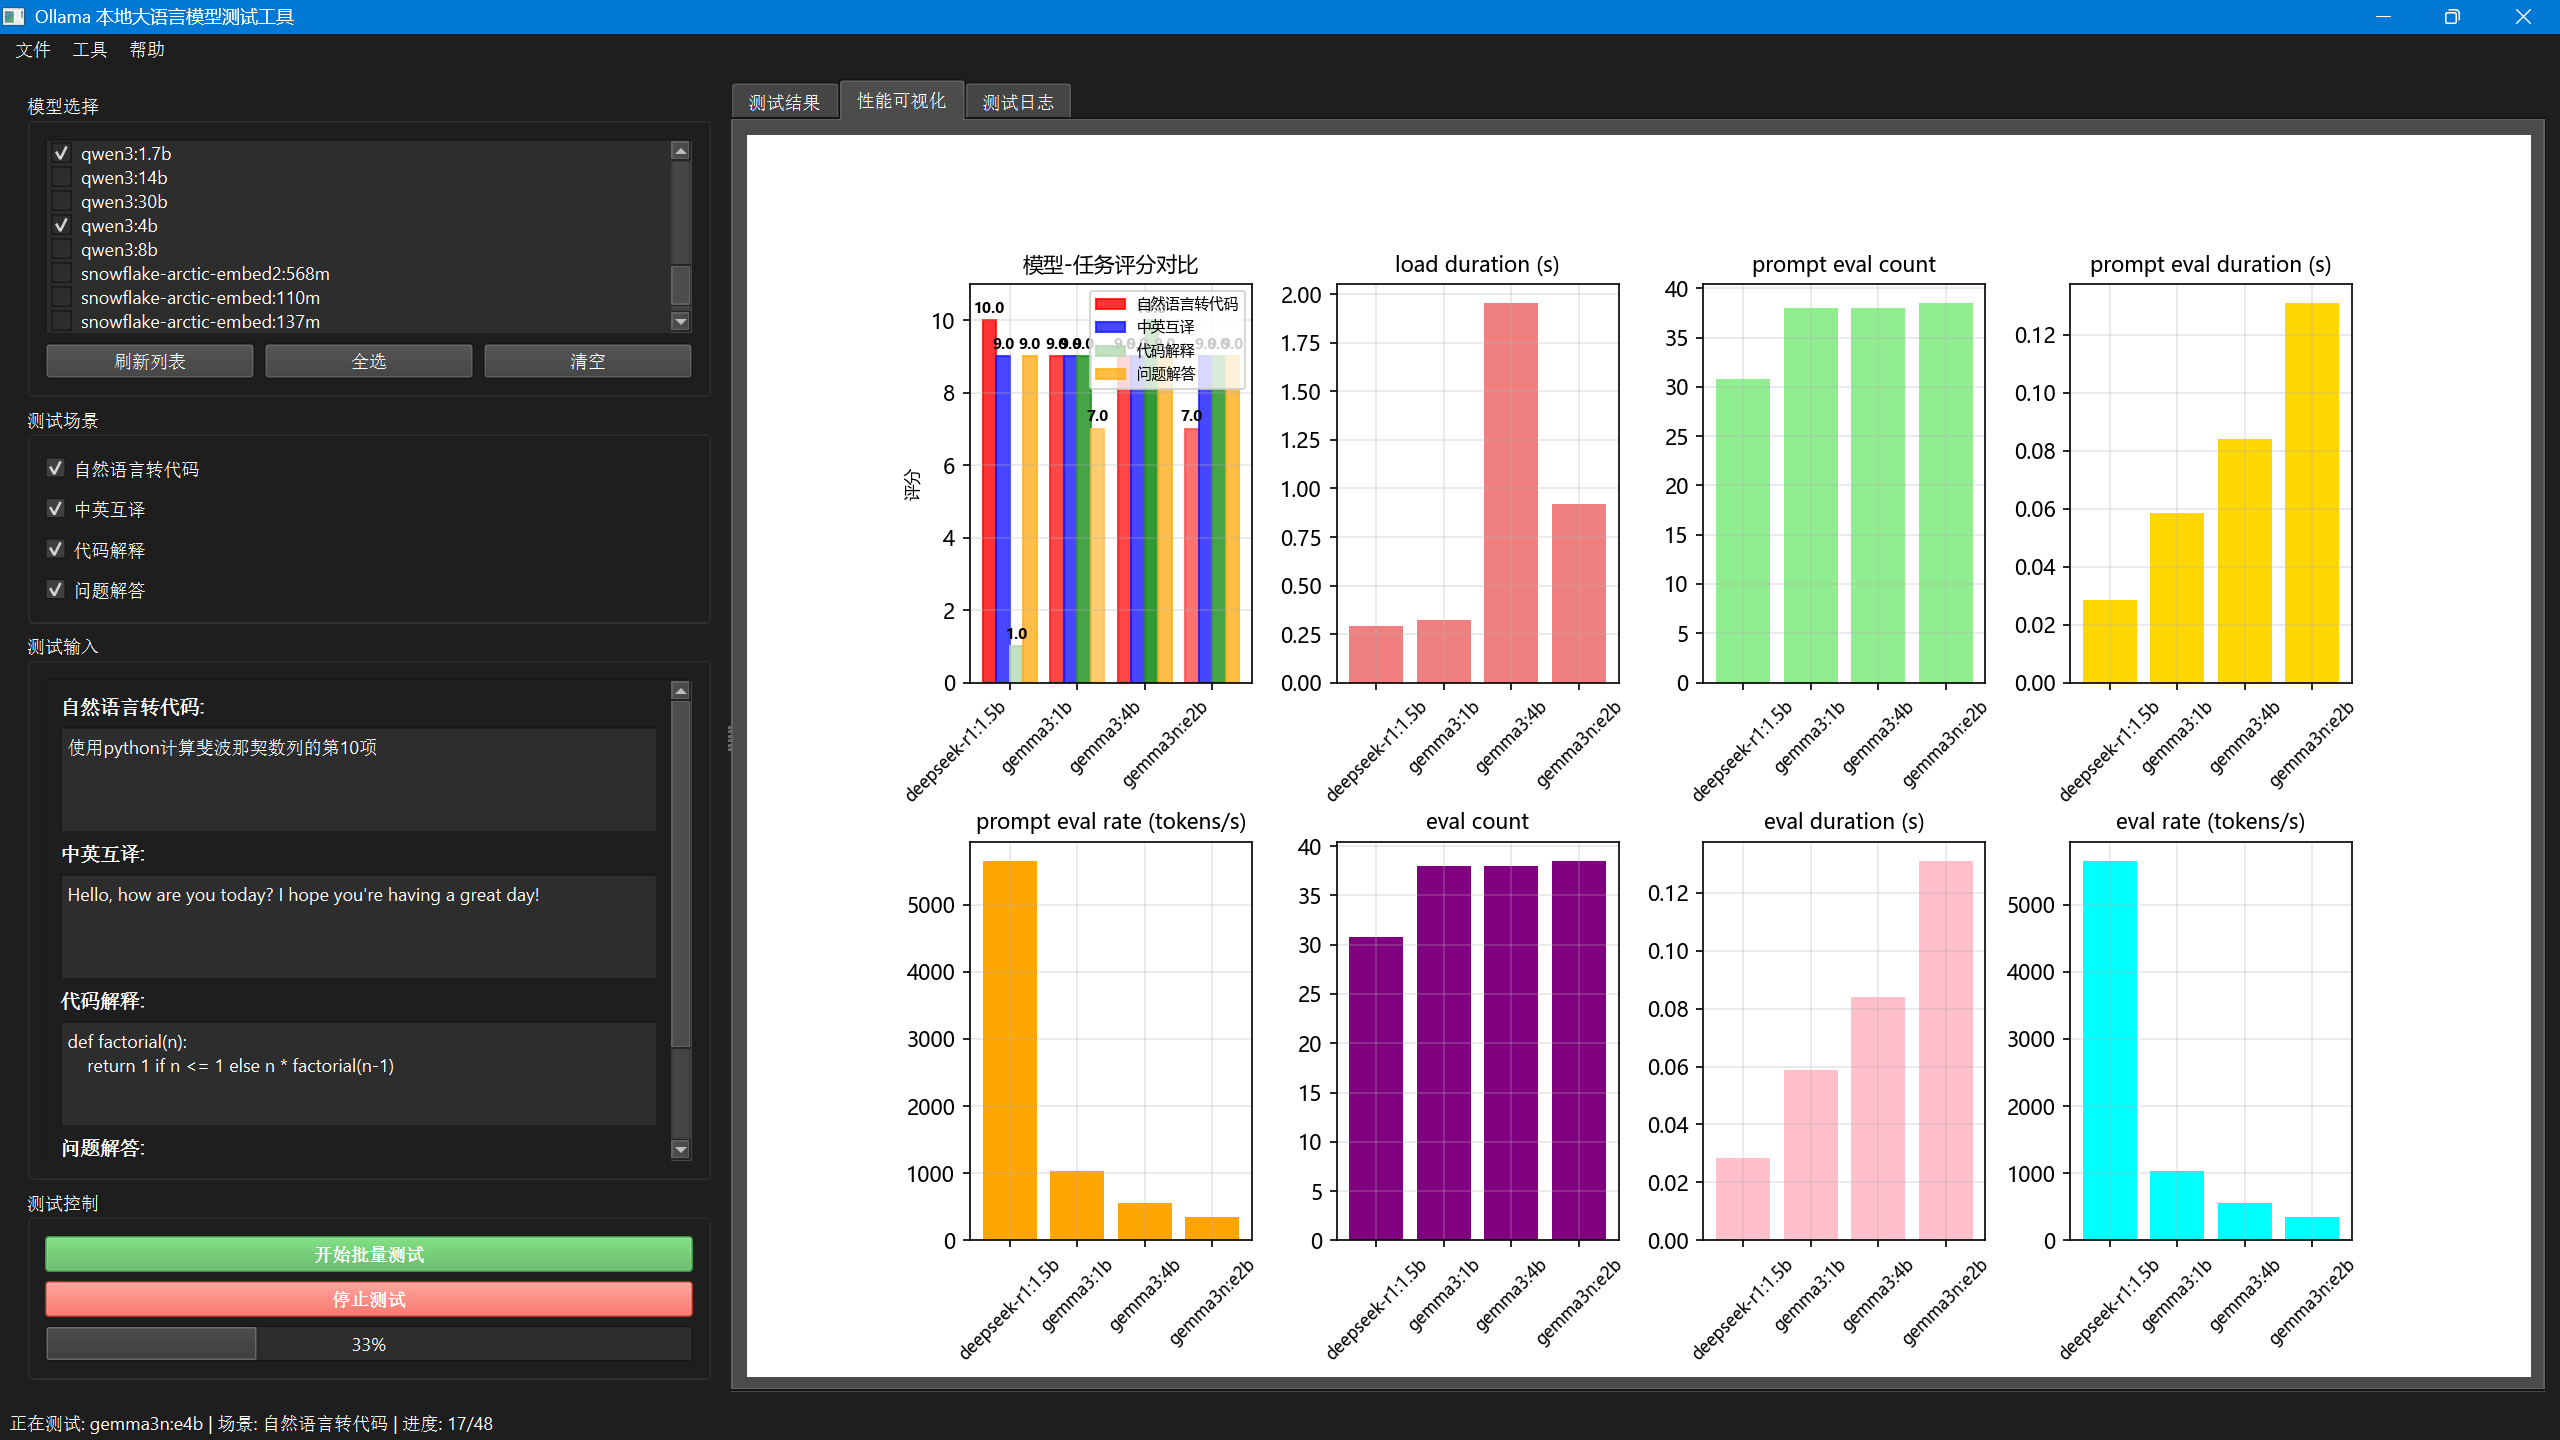 Ollama 本地大语言模型测试工具
文件 工具 帮助
模型选择
qwen3:1.7b
qwen3:14b
qwen3:30b
qwen3:4b
qwen3:8b
snowflake-arctic-embed2:568m
snowflake-arctic-embed:110m
snowflake-arctic-embed:137m
刷新列表 全选 清空
测试场景
自然语言转代码
中英互译
代码解释
问题解答
测试输入
自然语言转代码:
使用python计算斐波那契数列的第10项
中英互译:
Hello, how are you today? I hope you're having a great day!
代码解释:
def factorial(n):
return 1 if n <= 1 else n * factorial(n-1)
问题解答:
测试控制
开始批量测试
停止测试
33%
测试结果 性能可视化 测试日志
模型-任务评分对比
评分
10
8
6
4
2
0
10.0
9.0 9.0 9.0 9.0 9.0 9.0 9.0 9.0 9.0
7.0 7.0
1.0
自然语言转代码
中英互译
代码解释
问题解答
deepseek-r1:1.5b
gemma3:1b
gemma3:4b
gemma3n:e2b
load duration (s)
2.00
1.75
1.50
1.25
1.00
0.75
0.50
0.25
0.00
deepseek-r1:1.5b
gemma3:1b
gemma3:4b
gemma3n:e2b
prompt eval count
40
35
30
25
20
15
10
5
0
deepseek-r1:1.5b
gemma3:1b
gemma3:4b
gemma3n:e2b
prompt eval duration (s)
0.12
0.10
0.08
0.06
0.04
0.02
0.00
deepseek-r1:1.5b
gemma3:1b
gemma3:4b
gemma3n:e2b
prompt eval rate (tokens/s)
5000
4000
3000
2000
1000
0
deepseek-r1:1.5b
gemma3:1b
gemma3:4b
gemma3n:e2b
eval count
40
35
30
25
20
15
10
5
0
deepseek-r1:1.5b
gemma3:1b
gemma3:4b
gemma3n:e2b
eval duration (s)
0.12
0.10
0.08
0.06
0.04
0.02
0.00
deepseek-r1:1.5b
gemma3:1b
gemma3:4b
gemma3n:e2b
eval rate (tokens/s)
5000
4000
3000
2000
1000
0
deepseek-r1:1.5b
gemma3:1b
gemma3:4b
gemma3n:e2b
正在测试: gemma3n:e4b | 场景: 自然语言转代码 | 进度: 17/48